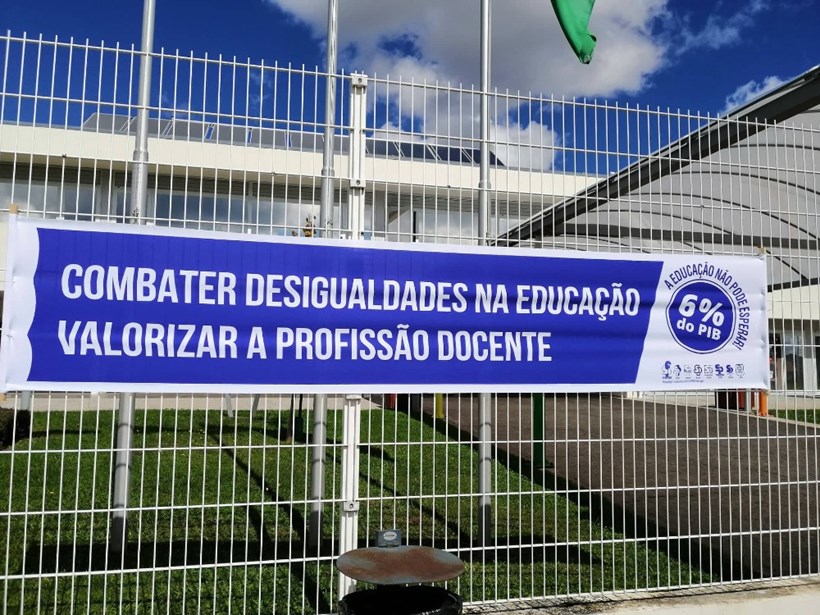 COMBATER DESIGUALDADES NA EDUCAÇÃO
VALORIZAR A PROFISSÃO DOCENTE
A EDUCAÇÃO NÃO PODE ESPERAR!
6%
do PIB